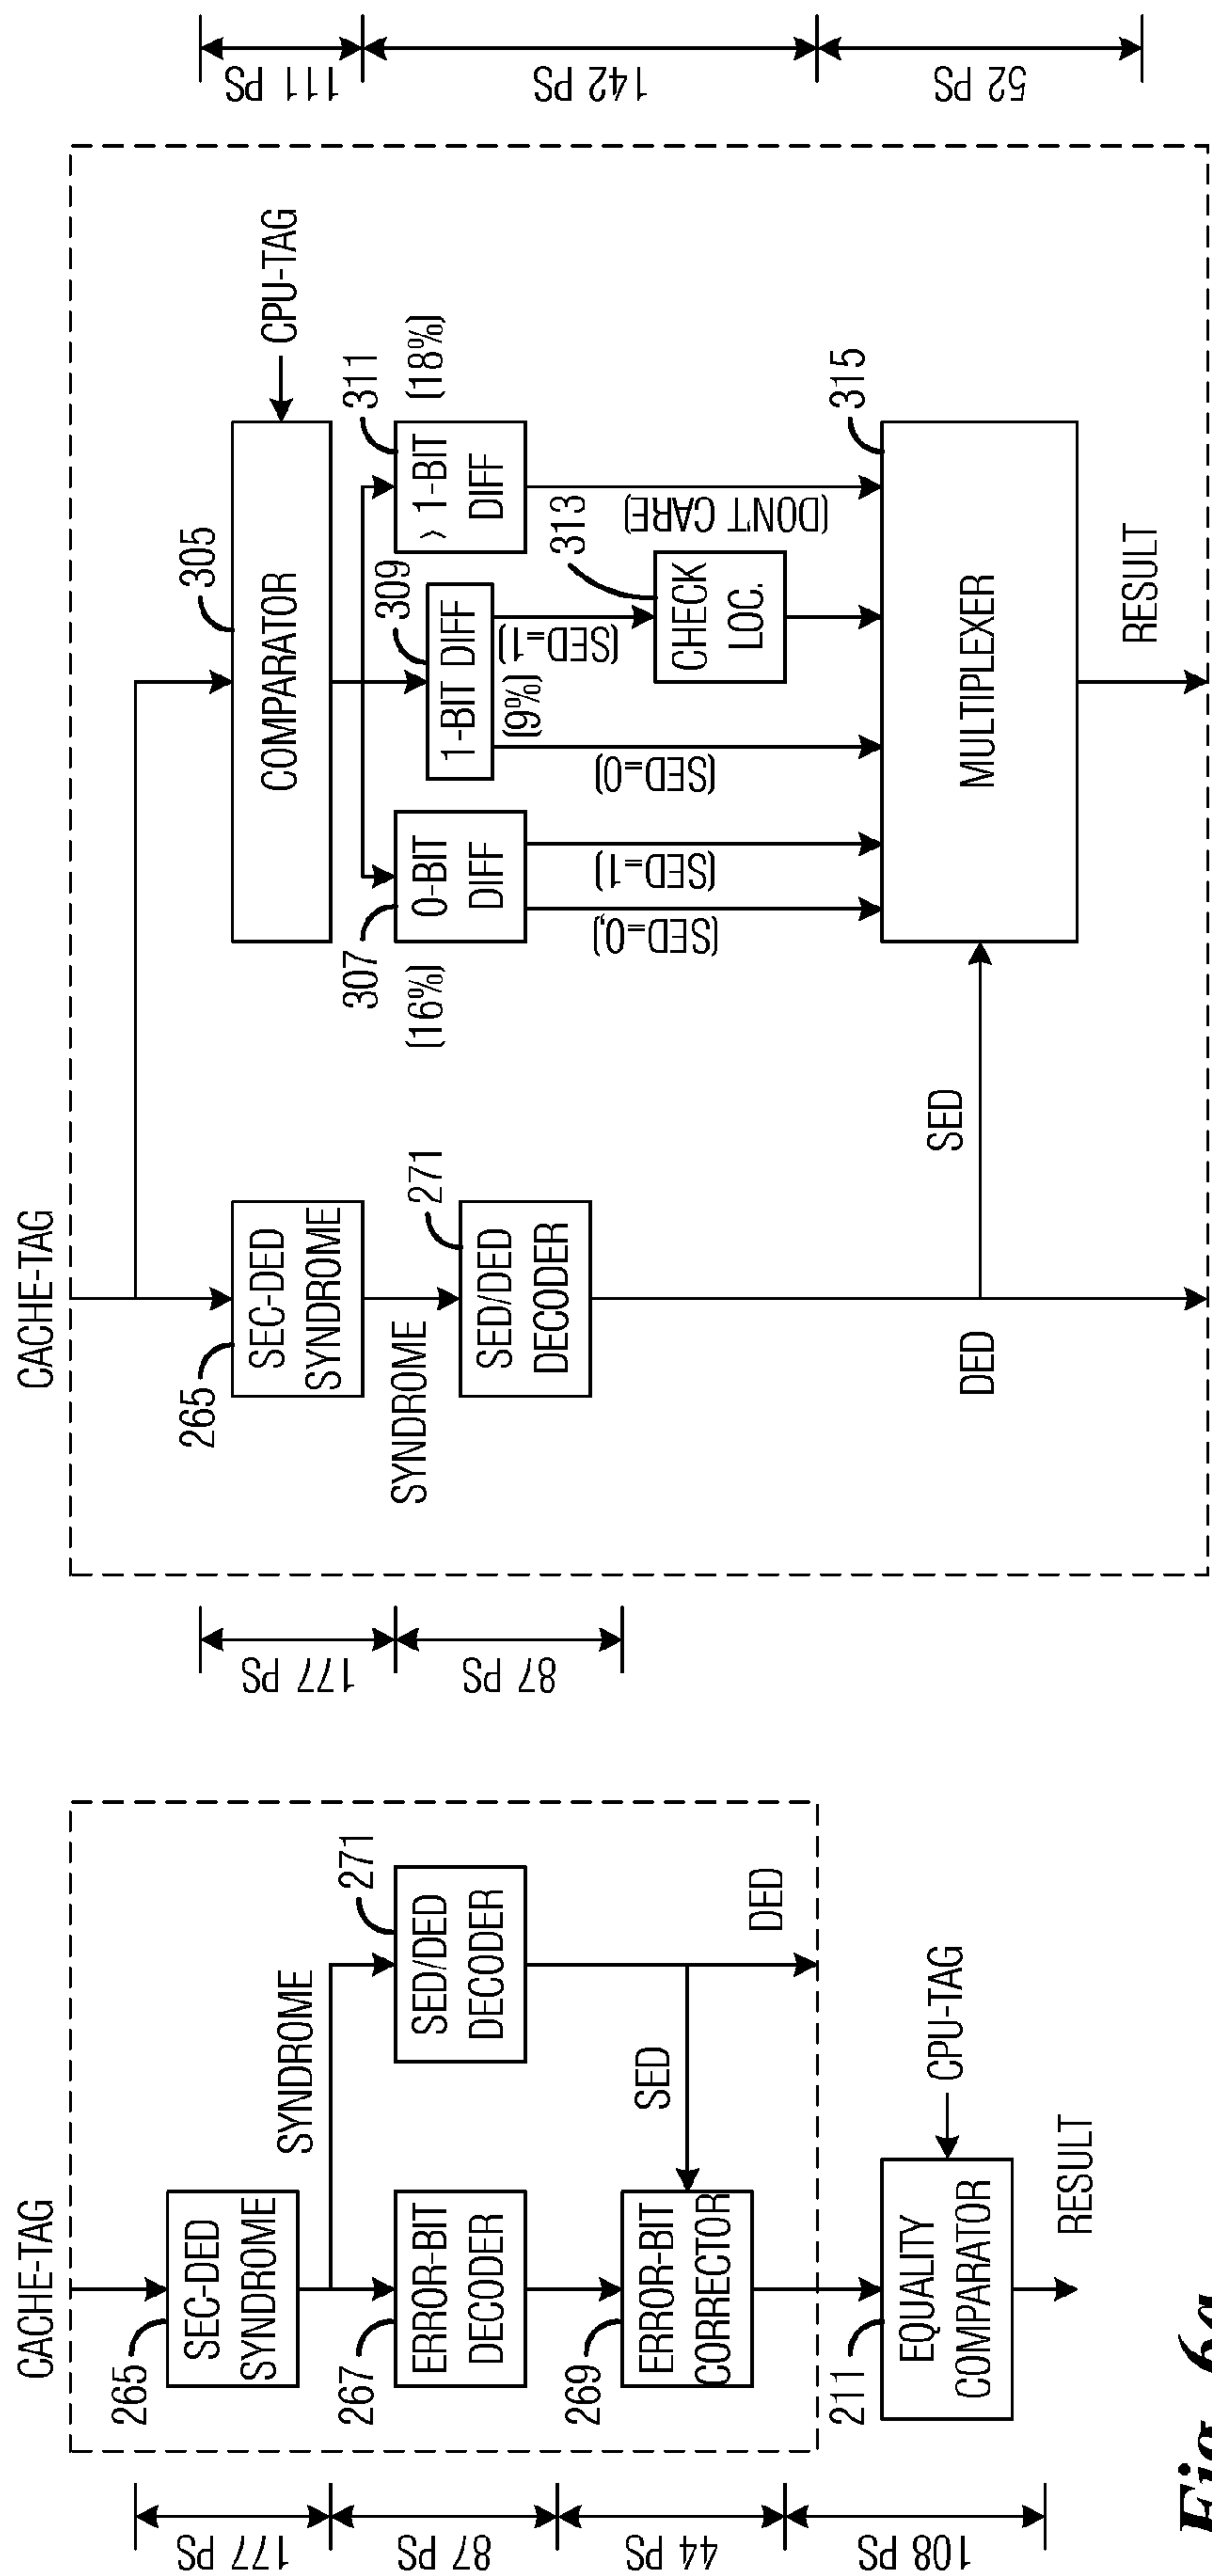 CACHE-TAG
265
SEC-DED
SYNDROME
SYNDROME
267
ERROR-BIT
DECODER
271
SED/DED
DECODER
SED
DED
269
ERROR-BIT
CORRECTOR
211
EQUALITY
COMPARATOR
CPU-TAG
RESULT
177 PS
87 PS
44 PS
108 PS
Fig. 6a
CACHE-TAG
265
SEC-DED
SYNDROME
SYNDROME
271
SED/DED
DECODER
SED
DED
177 PS
87 PS
305
COMPARATOR
CPU-TAG
307
0-BIT
DIFF
(16%)
309
1-BIT DIFF
(9%)
311
> 1-BIT
DIFF
(18%)
(SED=0,)
(SED=1)
(SED=0)
(SED=1)
313
CHECK
LOC.
(DON'T CARE)
315
MULTIPLEXER
RESULT
111 PS
142 PS
52 PS